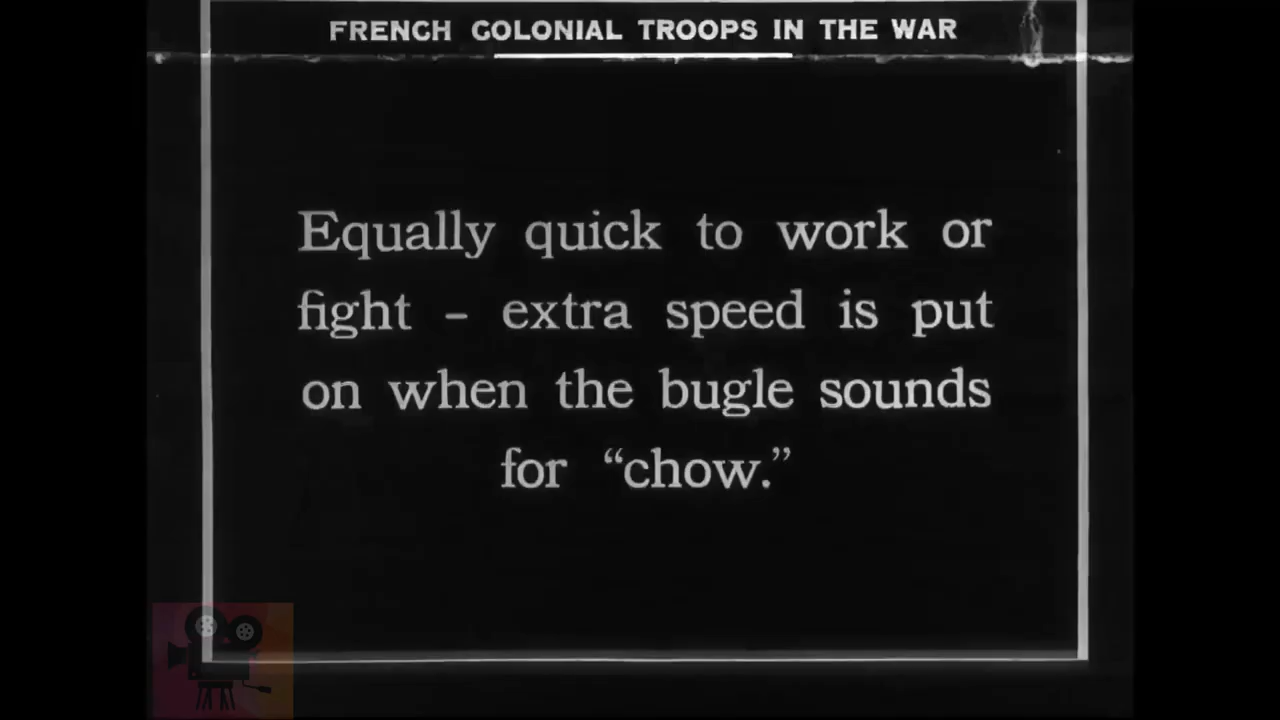 FRENCH COLONIAL TROOPS IN THE WAR
Equally quick to work or
fight – extra speed is put
on when the bugle sounds
for “chow.”